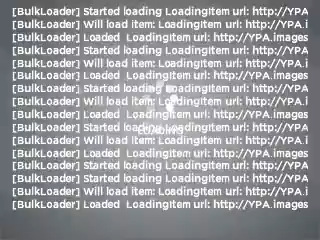 [BulkLoader] Started loading LoadingItem url: http://YPA
[BulkLoader] Will load item: LoadingItem url: http://YPA.i
[BulkLoader] Loaded  LoadingItem url: http://YPA.images
[BulkLoader] Started loading LoadingItem url: http://YPA
[BulkLoader] Will load item: LoadingItem url: http://YPA.i
[BulkLoader] Loaded  LoadingItem url: http://YPA.images
[BulkLoader] Started loading LoadingItem url: http://YPA
[BulkLoader] Will load item: LoadingItem url: http://YPA.i
[BulkLoader] Loaded  LoadingItem url: http://YPA.images
[BulkLoader] Started loading LoadingItem url: http://YPA
[BulkLoader] Will load item: LoadingItem url: http://YPA.i
[BulkLoader] Loaded  LoadingItem url: http://YPA.images
[BulkLoader] Started loading LoadingItem url: http://YPA
[BulkLoader] Will load item: LoadingItem url: http://YPA.i
[BulkLoader] Loaded  LoadingItem url: http://YPA.images